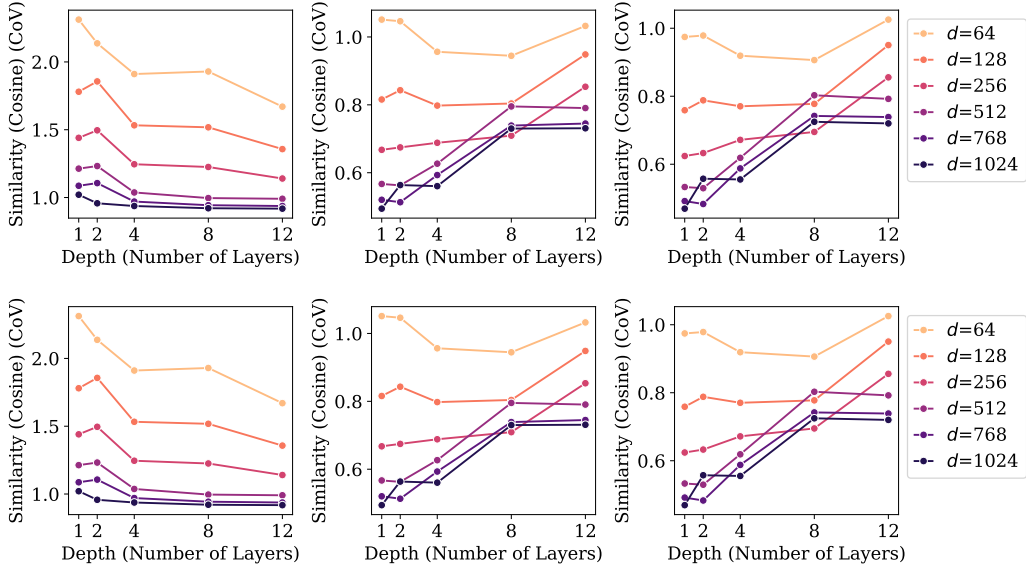 Similarity (Cosine) (CoV)
2.0
1.5
1.0
1 2 4 8 12
Depth (Number of Layers)
Similarity (Cosine) (CoV)
1.0
0.8
0.6
1 2 4 8 12
Depth (Number of Layers)
Similarity (Cosine) (CoV)
1.0
0.8
0.6
1 2 4 8 12
Depth (Number of Layers)
d=64
d=128
d=256
d=512
d=768
d=1024
Similarity (Cosine) (CoV)
2.0
1.5
1.0
1 2 4 8 12
Depth (Number of Layers)
Similarity (Cosine) (CoV)
1.0
0.8
0.6
1 2 4 8 12
Depth (Number of Layers)
Similarity (Cosine) (CoV)
1.0
0.8
0.6
1 2 4 8 12
Depth (Number of Layers)
d=64
d=128
d=256
d=512
d=768
d=1024